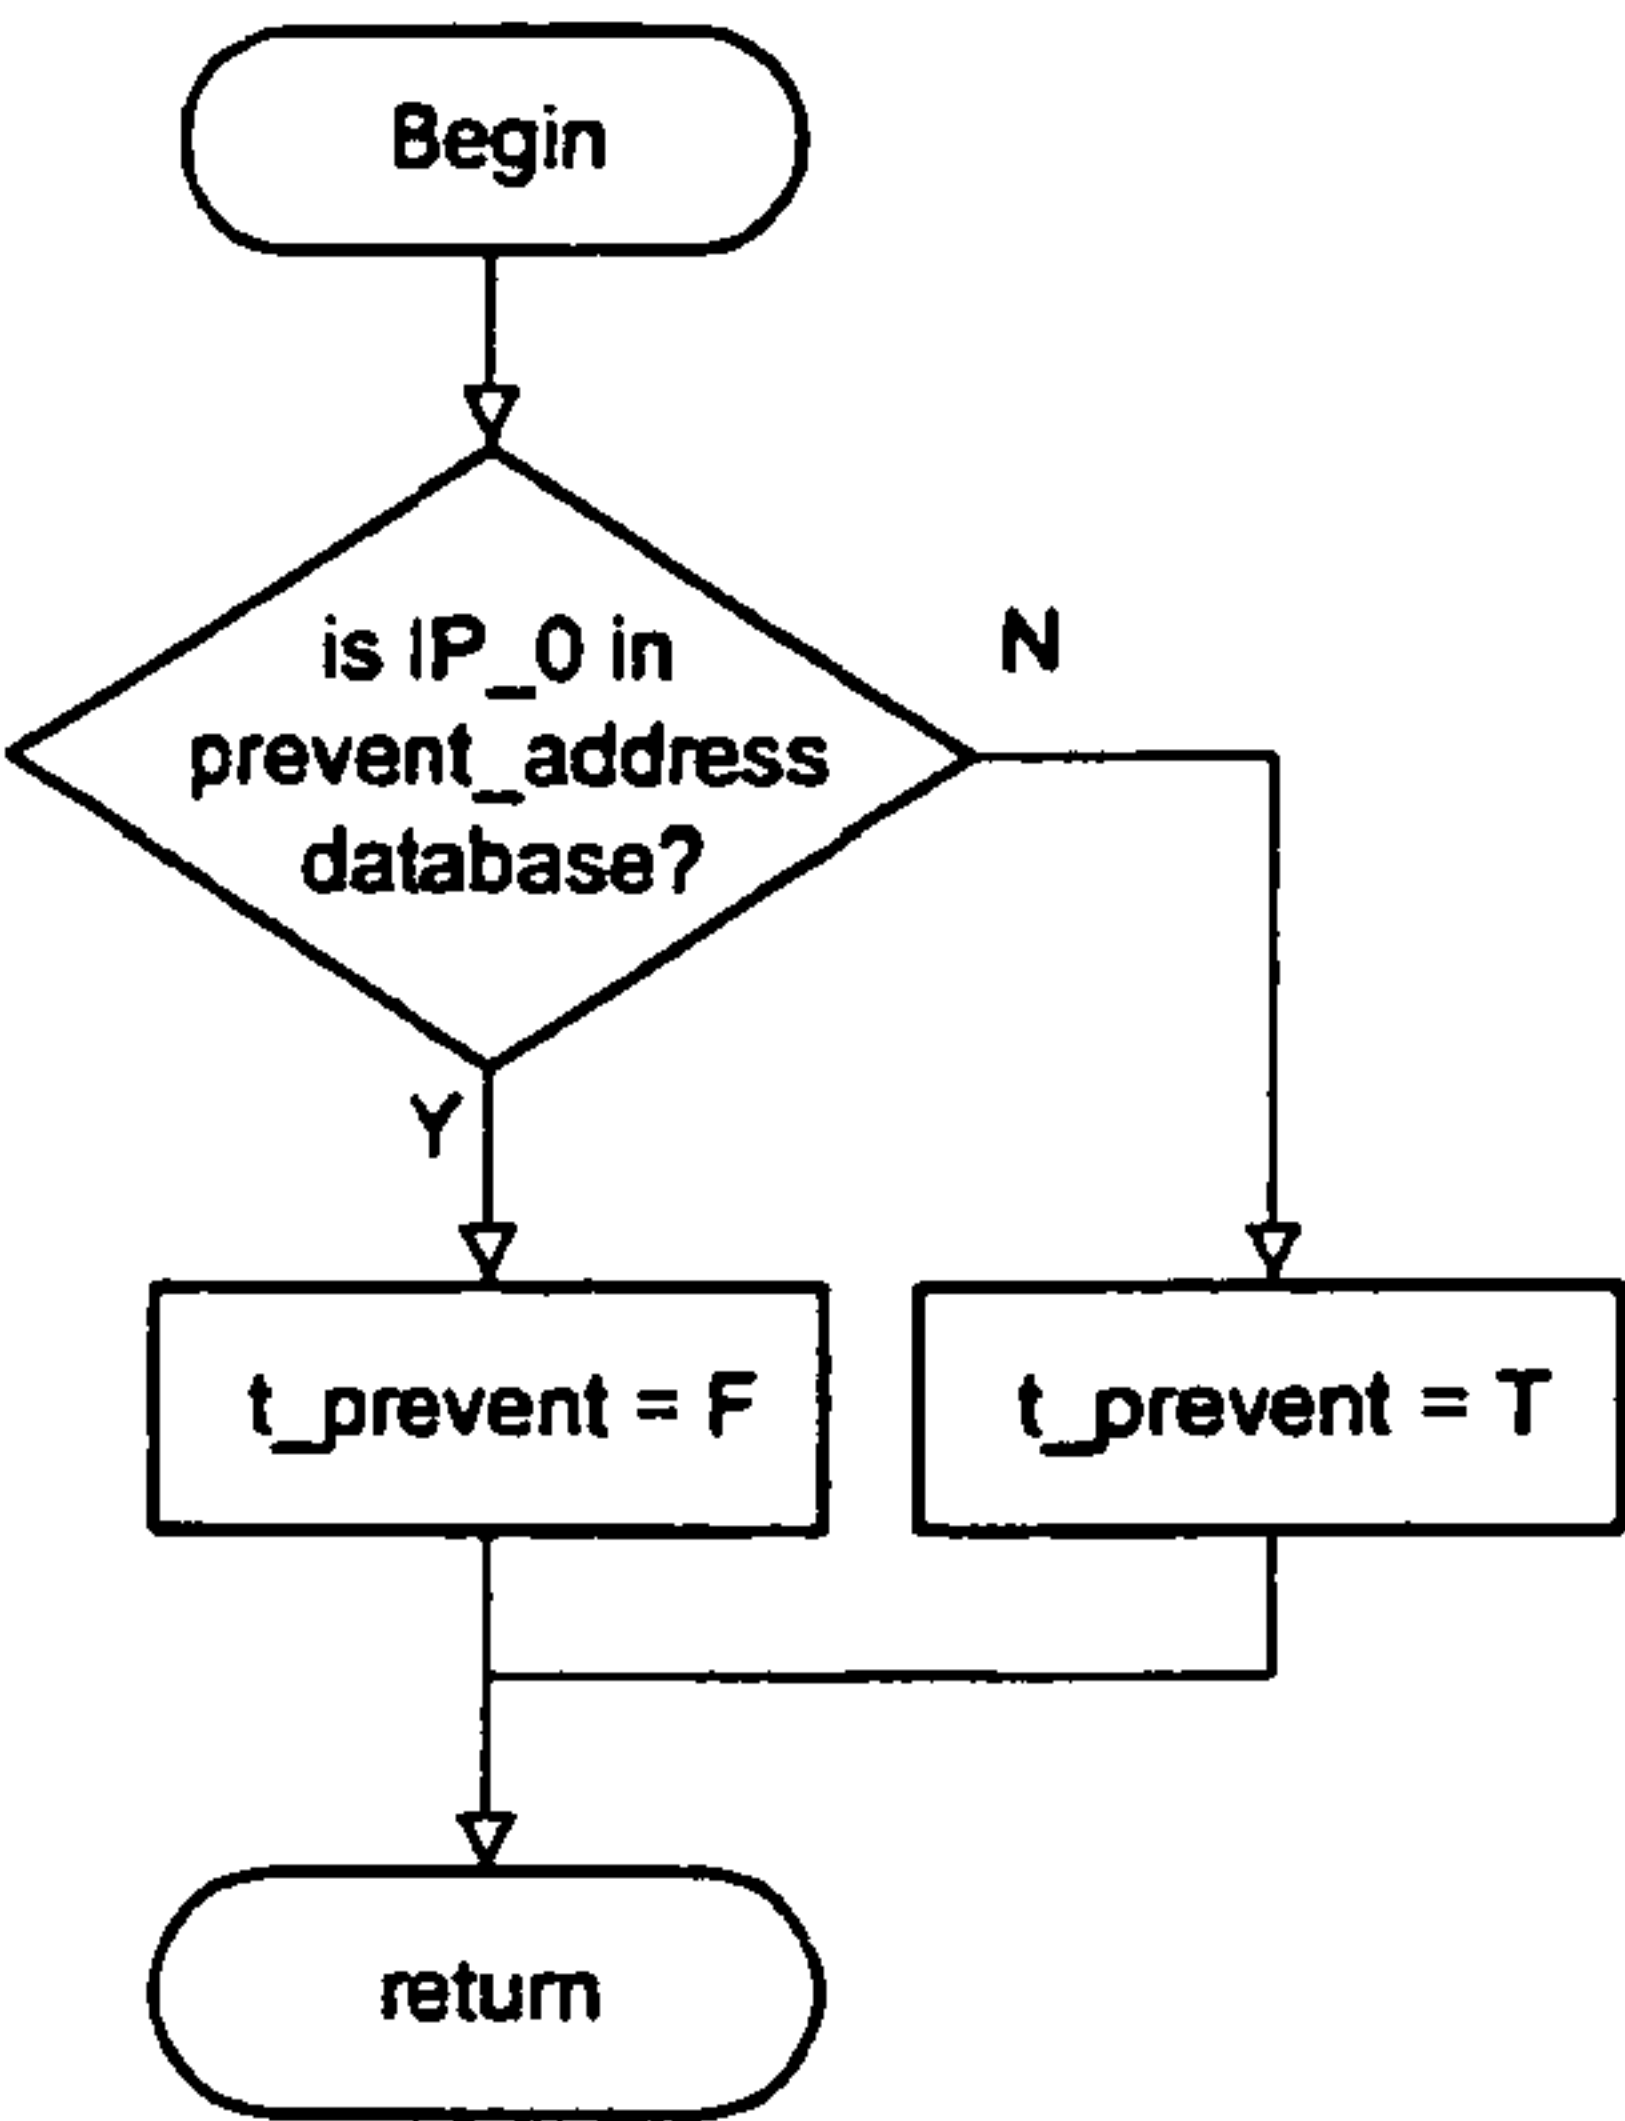 Begin
is IP_0 in
prevent_address
database?
N
Y
t_prevent = F
t_prevent = T
return